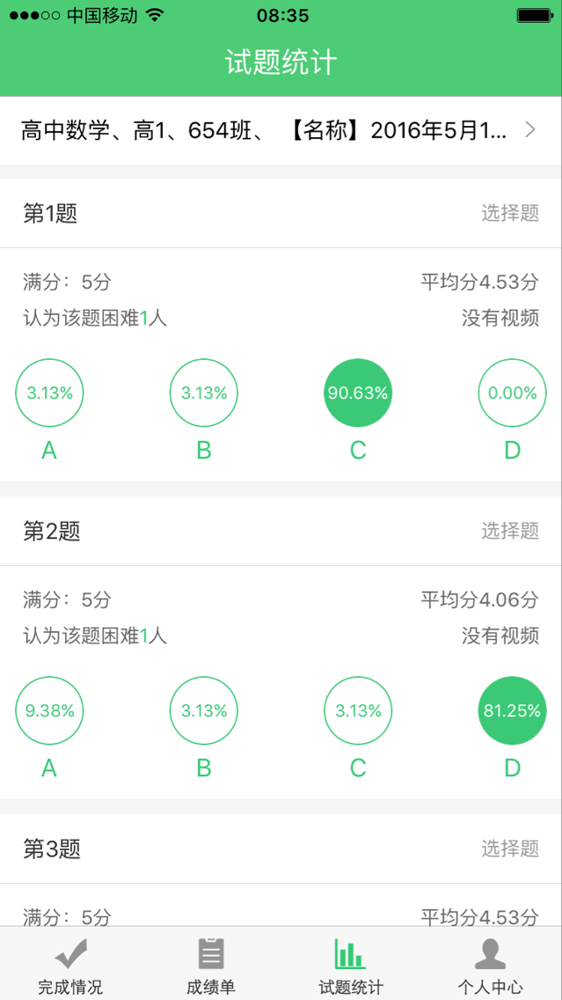 中国移动 08:35
试题统计
高中数学、高1、654班、【名称】2016年5月1...
第1题 选择题
满分：5分 平均分4.53分
认为该题困难1人 没有视频
3.13% 3.13% 90.63% 0.00%
A B C D
第2题 选择题
满分：5分 平均分4.06分
认为该题困难1人 没有视频
9.38% 3.13% 3.13% 81.25%
A B C D
第3题 选择题
满分：5分 平均分4.53分
完成情况 成绩单 试题统计 个人中心